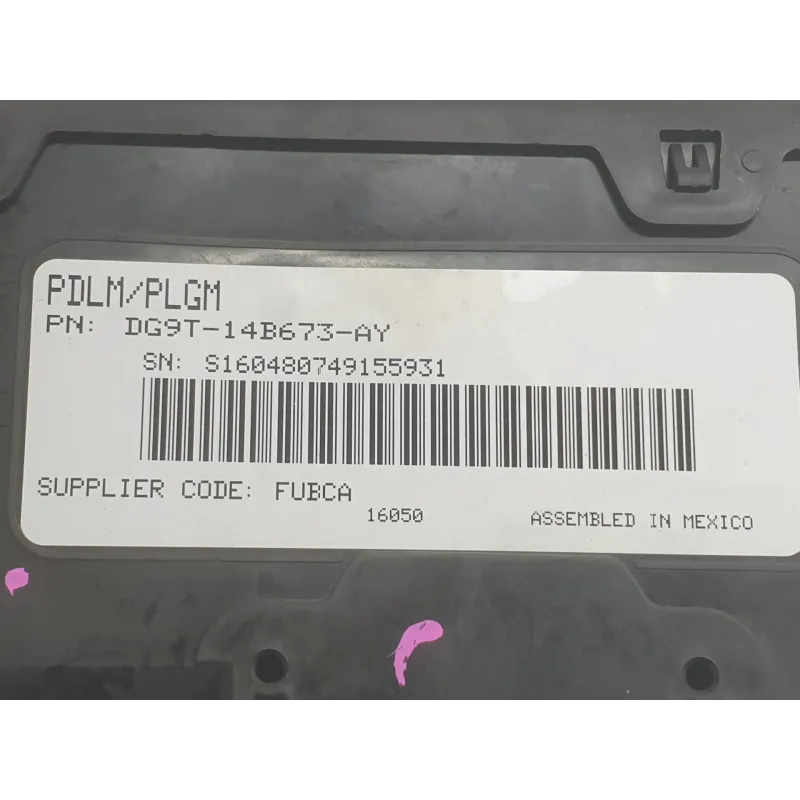 PDLM/PLGM
PN: DG9T-14B673-AY
SN: S160480749155931
SUPPLIER CODE: FUBCA
16050
ASSEMBLED IN MEXICO